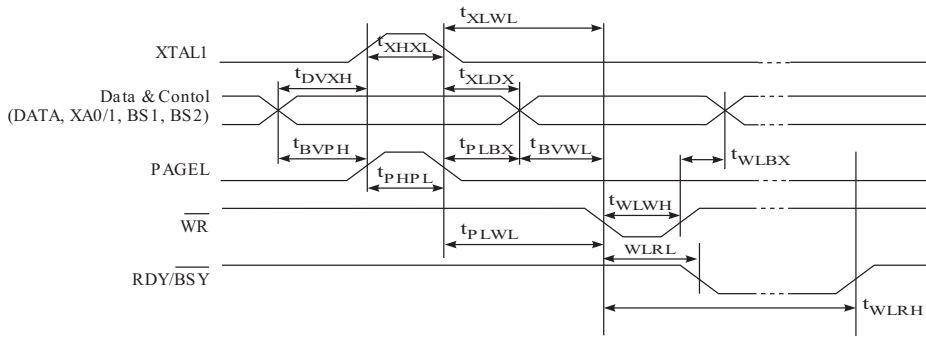 tXLWL
XTAL1
tXHXL
tDVXH
tXLDX
Data & Contol
(DATA, XA0/1, BS1, BS2)
tBVPH
tPLBX
tBVWL
tWLBX
PAGEL
tPHPL
tWLWH
WR
tPLWL
WLRL
RDY/BSY
tWLRH